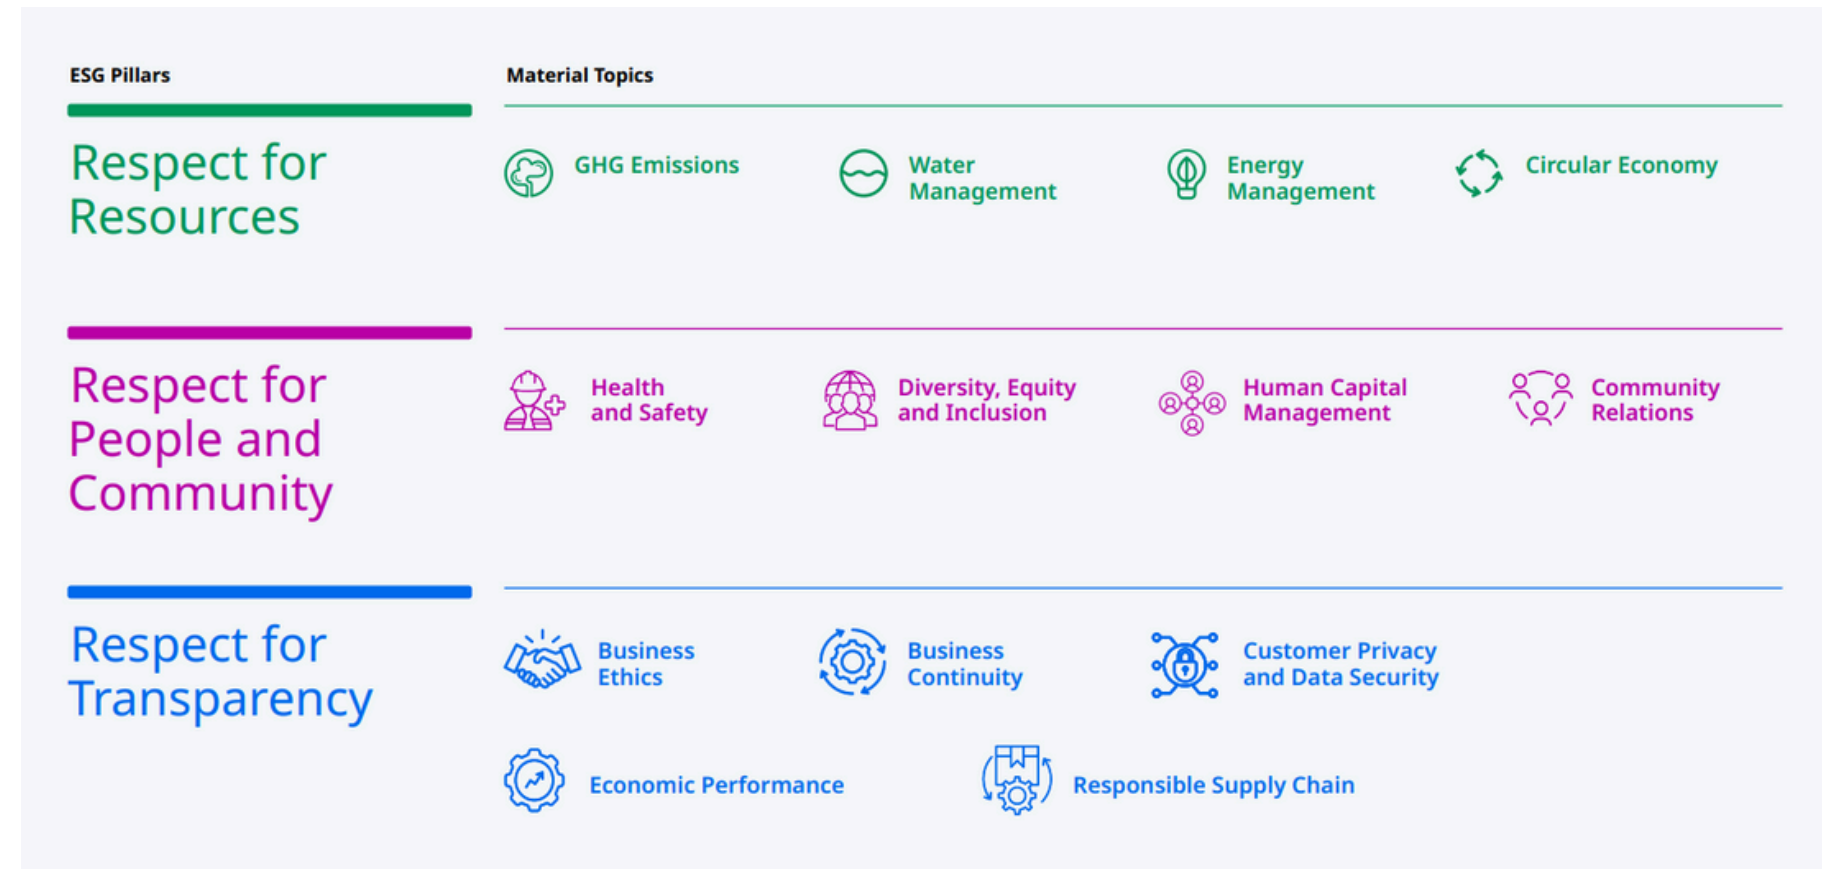 ESG Pillars
Material Topics
Respect for
Resources
GHG Emissions
Water
Management
Energy
Management
Circular Economy
Respect for
People and
Community
Health
and Safety
Diversity, Equity
and Inclusion
Human Capital
Management
Community
Relations
Respect for
Transparency
Business
Ethics
Business
Continuity
Customer Privacy
and Data Security
Economic Performance
Responsible Supply Chain